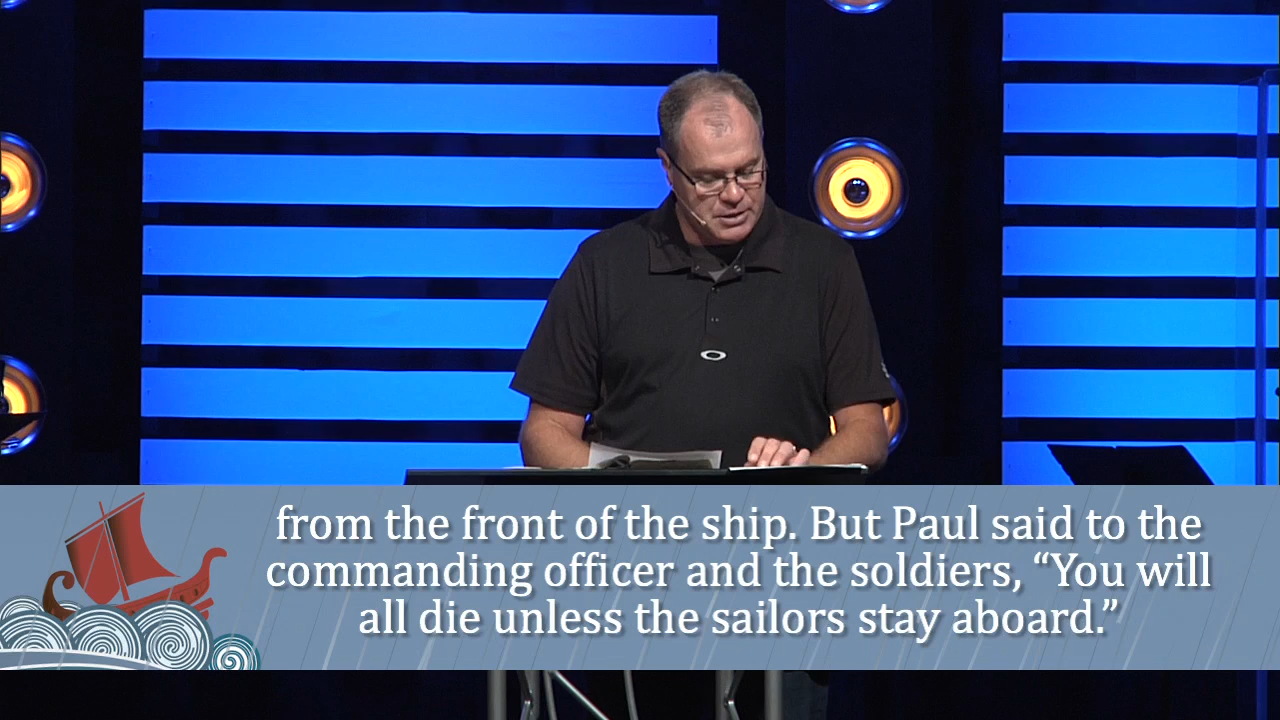 from the front of the ship. But Paul said to the
commanding officer and the soldiers, “You will
all die unless the sailors stay aboard.”